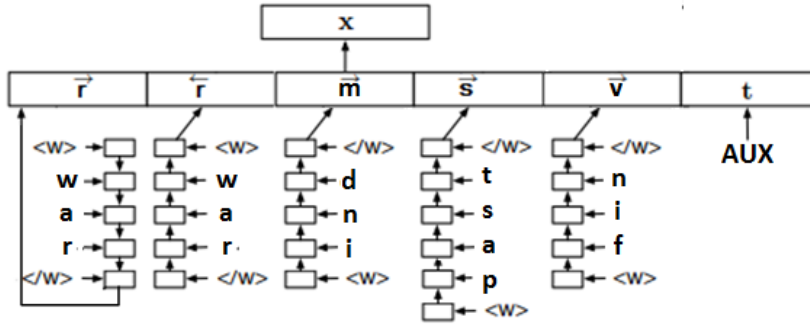 x
→r ←r →m →s →v t
<w> <w> </w> </w> </w> AUX
w w d t n
a a n s i
r r i a f
</w> </w> <w> p <w>
<w>